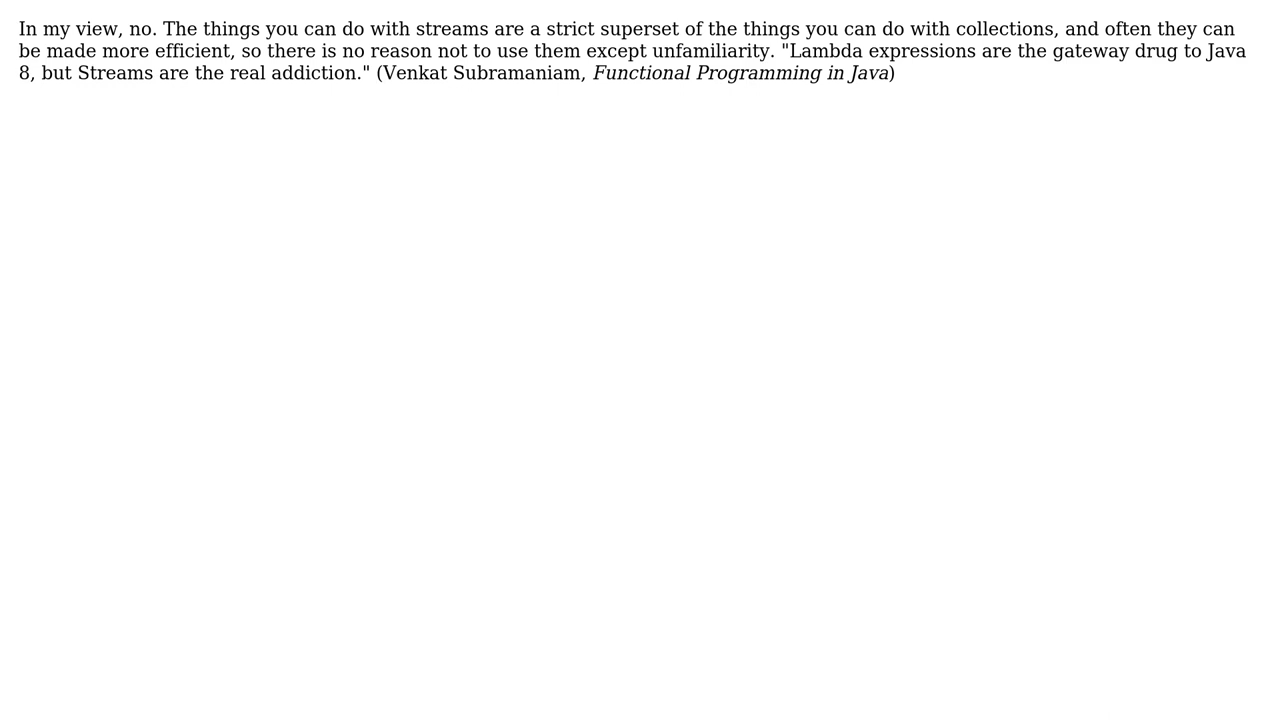 In my view, no. The things you can do with streams are a strict superset of the things you can do with collections, and often they can
be made more efficient, so there is no reason not to use them except unfamiliarity. "Lambda expressions are the gateway drug to Java
8, but Streams are the real addiction." (Venkat Subramaniam, Functional Programming in Java)